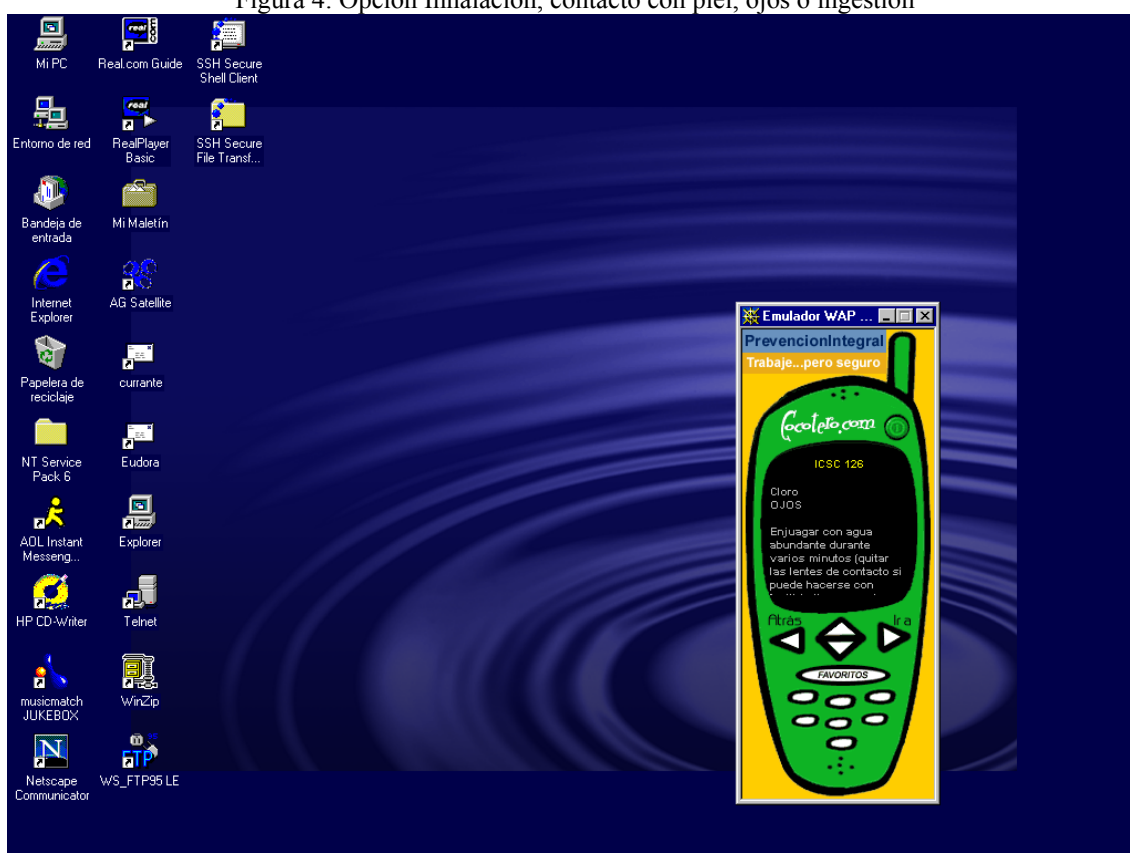 Figura 4. Opción Inhalación, contacto con piel, ojos o ingestión
Mi PC
Real.com Guide
SSH Secure
Shell Client
Entorno de red
RealPlayer
Basic
SSH Secure
File Transf...
Bandeja de
entrada
Mi Maletín
Internet
Explorer
AG Satellite
Papelera de
reciclaje
currante
NT Service
Pack 6
Eudora
AOL Instant
Messeng...
Explorer
HP CD-Writer
Telnet
musicmatch
JUKEBOX
WinZip
Netscape
Communicator
WS_FTP95 LE
Emulador WAP ...
PrevencionIntegral
Trabaje...pero seguro
Cocotero.com
ICSC 126
Cloro
OJOS
Enjuagar con agua
abundante durante
varios minutos (quitar
las lentes de contacto si
puede hacerse con
Atrás
Ir a
FAVORITOS